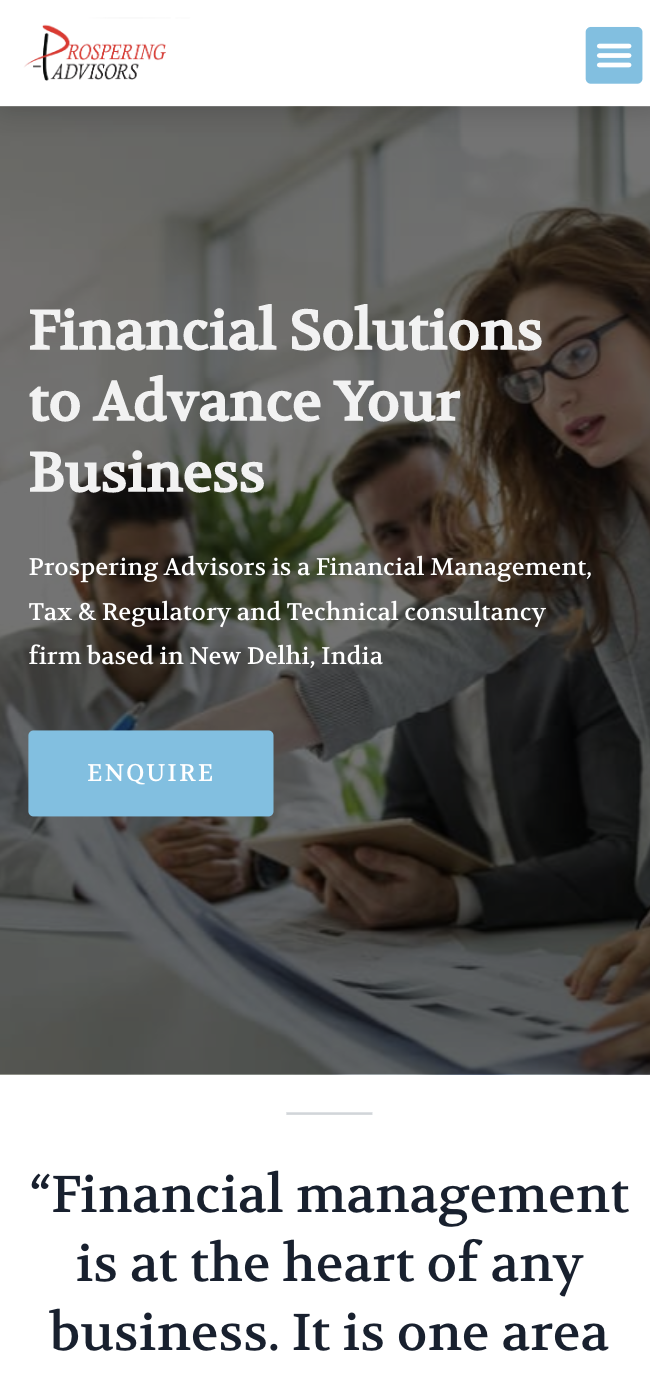 PROSPERING
ADVISORS
Financial Solutions
to Advance Your
Business
Prospering Advisors is a Financial Management,
Tax & Regulatory and Technical consultancy
firm based in New Delhi, India
ENQUIRE
“Financial management
is at the heart of any
business. It is one area